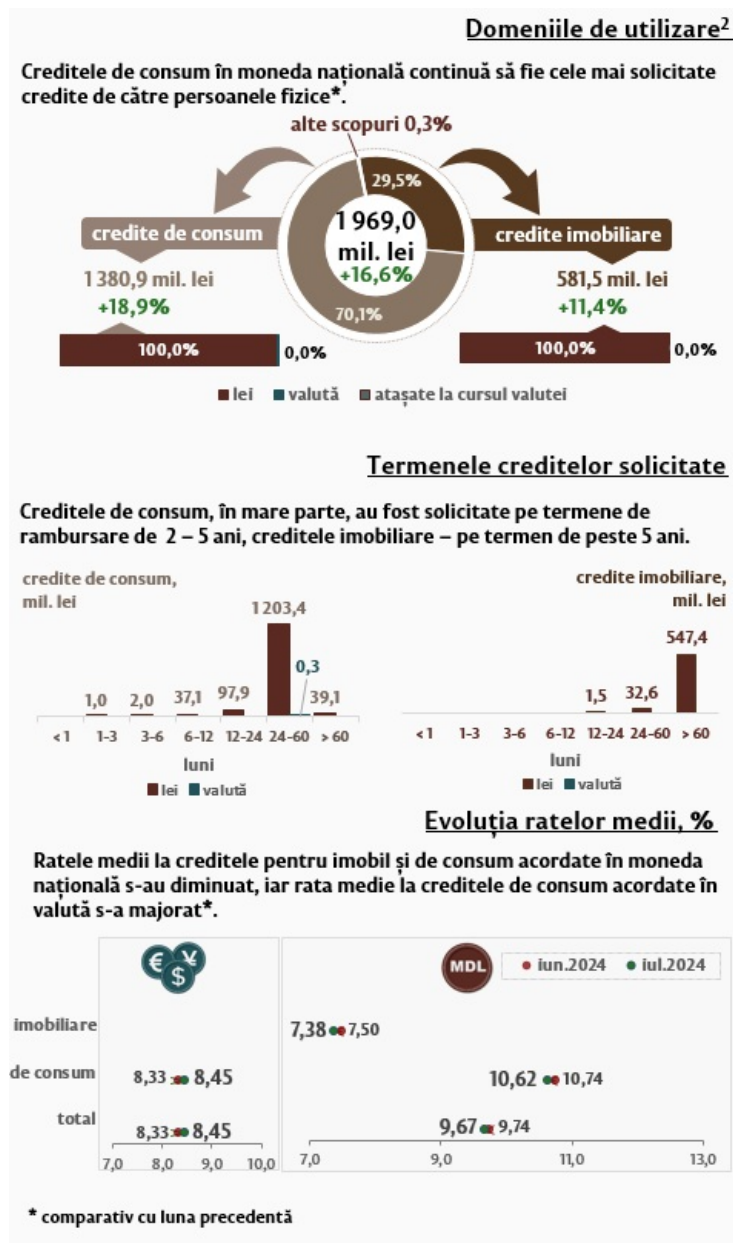 Domeniile de utilizare²
Creditele de consum în moneda națională continuă să fie cele mai solicitate
credite de către persoanele fizice*.
alte scopuri 0,3%
29,5%
1 969,0
mil. lei
+16,6%
70,1%
credite de consum
1 380,9 mil. lei
+18,9%
100,0%
0,0%
credite imobiliare
581,5 mil. lei
+11,4%
100,0%
0,0%
lei valută atașate la cursul valutei
Termenele creditelor solicitate
Creditele de consum, în mare parte, au fost solicitate pe termene de
rambursare de 2 – 5 ani, creditele imobiliare – pe termen de peste 5 ani.
credite de consum,
mil. lei
1 203,4
0,3
1,0 2,0 37,1 97,9 39,1
< 1 1-3 3-6 6-12 12-24 24-60 > 60
luni
lei valută
credite imobiliare,
mil. lei
547,4
1,5 32,6
< 1 1-3 3-6 6-12 12-24 24-60 > 60
luni
lei valută
Evoluția ratelor medii, %
Ratele medii la creditele pentru imobil și de consum acordate în moneda
națională s-au diminuat, iar rata medie la creditele de consum acordate în
valută s-a majorat*.
€ $ ¥
MDL
iun.2024 iul.2024
imobiliare
7,38 7,50
de consum
8,33 8,45
10,62 10,74
total
8,33 8,45
9,67 9,74
7,0 8,0 9,0 10,0
7,0 9,0 11,0 13,0
* comparativ cu luna precedentă